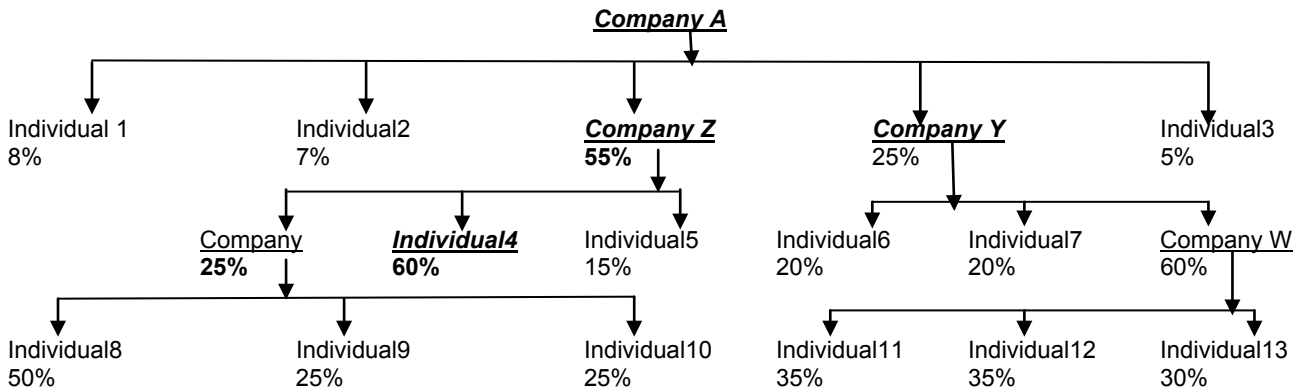 Company A
Individual 1 Individual2 Company Z Company Y Individual3
8% 7% 55% 25% 5%
Company Individual4 Individual5 Individual6 Individual7 Company W
25% 60% 15% 20% 20% 60%
Individual8 Individual9 Individual10 Individual11 Individual12 Individual13
50% 25% 25% 35% 35% 30%